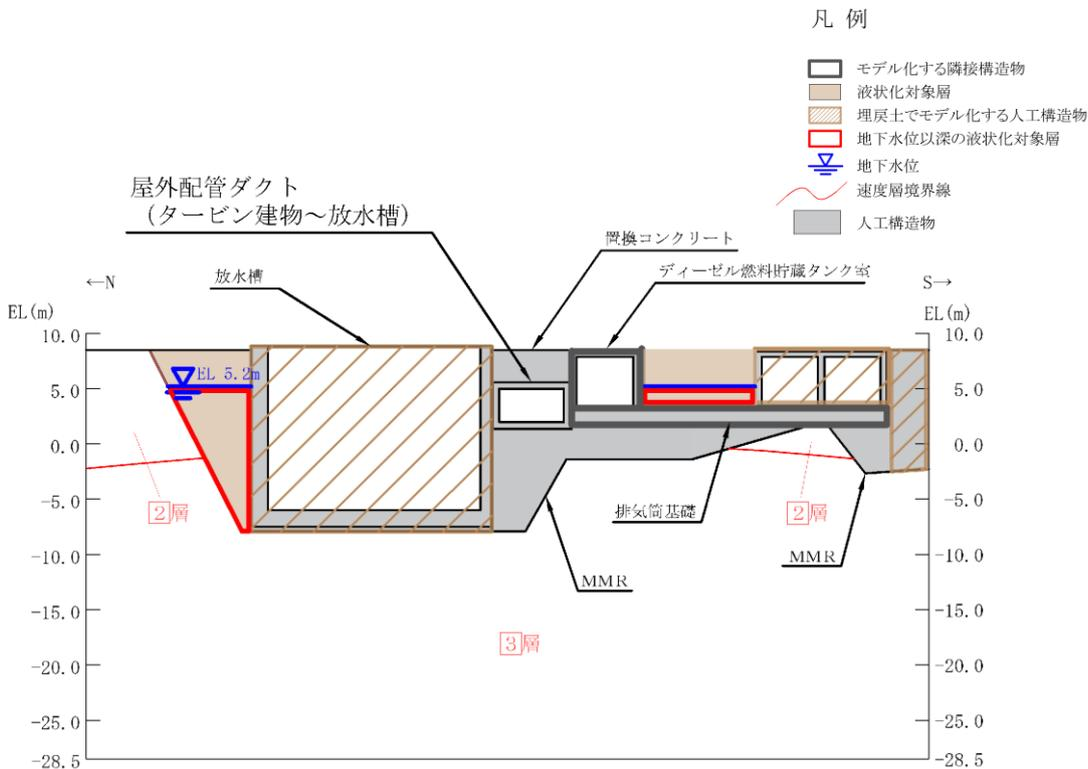 凡 例
モデル化する隣接構造物
液状化対象層
埋戻土でモデル化する人工構造物
地下水位以深の液状化対象層
地下水位
速度層境界線
人工構造物
屋外配管ダクト
（タービン建物～放水槽）
置換コンクリート
放水槽
ディーゼル燃料貯蔵タンク室
←N
S→
EL(m)
EL(m)
10.0
10.0
EL 5.2m
5.0
5.0
0.0
0.0
-5.0
-5.0
2層
排気筒基礎
2層
-10.0
MMR
-10.0
MMR
-15.0
-15.0
3層
-20.0
-20.0
-25.0
-25.0
-28.5
-28.5